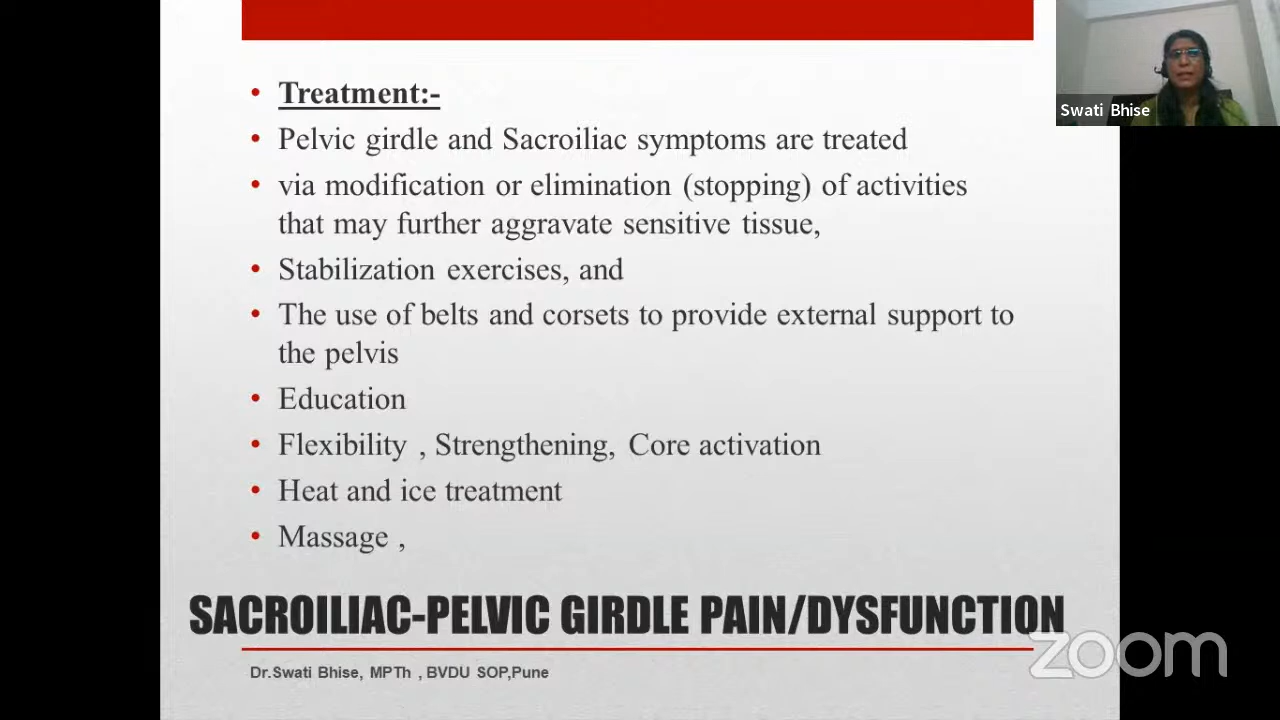 Treatment:-
Pelvic girdle and Sacroiliac symptoms are treated
via modification or elimination (stopping) of activities
that may further aggravate sensitive tissue,
Stabilization exercises, and
The use of belts and corsets to provide external support to
the pelvis
Education
Flexibility , Strengthening, Core activation
Heat and ice treatment
Massage ,
SACROILIAC-PELVIC GIRDLE PAIN/DYSFUNCTION
Dr.Swati Bhise, MPTh , BVDU SOP,Pune
Swati Bhise
zoom